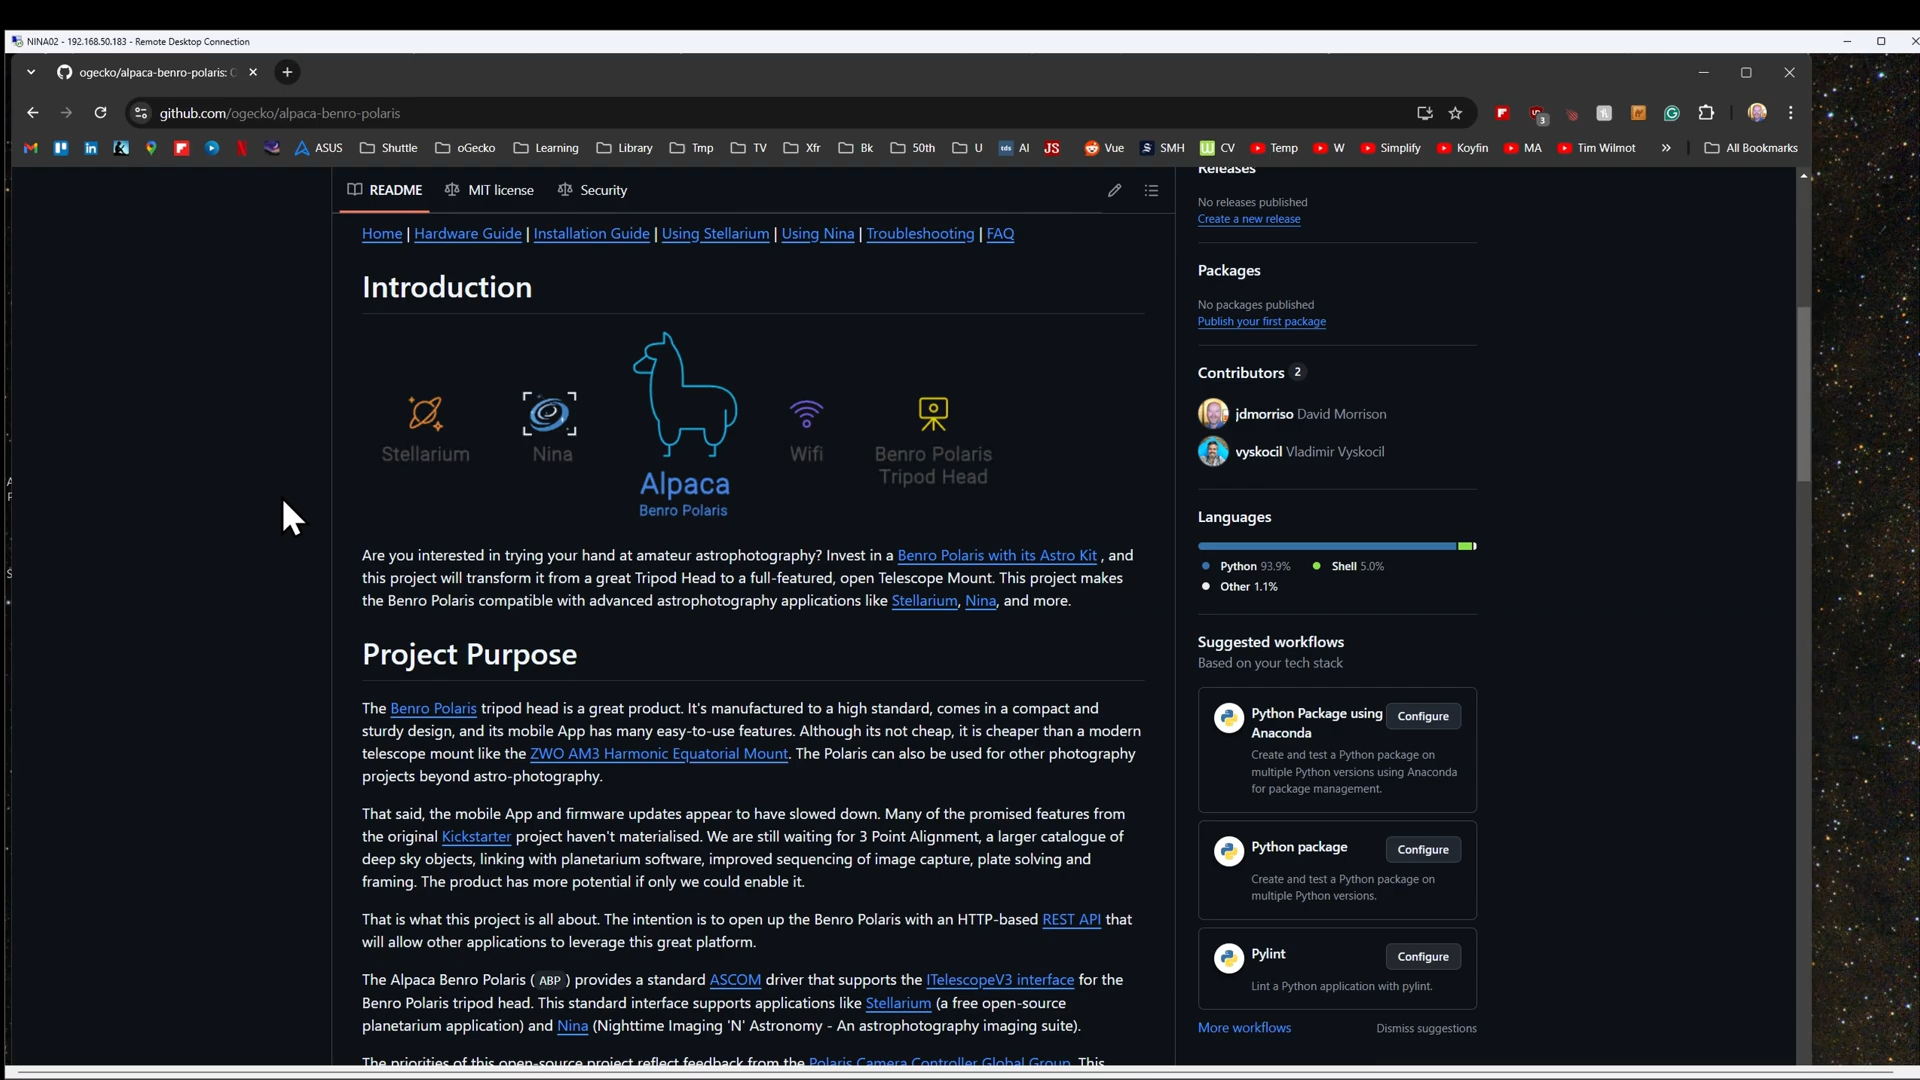 NINA02 - 192.168.50.183 - Remote Desktop Connection
ogecko/alpaca-benro-polaris:
github.com/ogecko/alpaca-benro-polaris
3
ASUS Shuttle oGecko Learning Library Tmp TV Xfr Bk 50th U AI JS Vue SMH CV Temp W Simplify Koyfin MA Tim Wilmot » All Bookmarks
README MIT license Security
Home | Hardware Guide | Installation Guide | Using Stellarium | Using Nina | Troubleshooting | FAQ
Introduction
Stellarium
Nina
Alpaca
Benro Polaris
Wifi
Benro Polaris
Tripod Head
Are you interested in trying your hand at amateur astrophotography? Invest in a Benro Polaris with its Astro Kit , and
this project will transform it from a great Tripod Head to a full-featured, open Telescope Mount. This project makes
the Benro Polaris compatible with advanced astrophotography applications like Stellarium, Nina, and more.
Project Purpose
The Benro Polaris tripod head is a great product. It's manufactured to a high standard, comes in a compact and
sturdy design, and its mobile App has many easy-to-use features. Although its not cheap, it is cheaper than a modern
telescope mount like the ZWO AM3 Harmonic Equatorial Mount. The Polaris can also be used for other photography
projects beyond astro-photography.
That said, the mobile App and firmware updates appear to have slowed down. Many of the promised features from
the original Kickstarter project haven't materialised. We are still waiting for 3 Point Alignment, a larger catalogue of
deep sky objects, linking with planetarium software, improved sequencing of image capture, plate solving and
framing. The product has more potential if only we could enable it.
That is what this project is all about. The intention is to open up the Benro Polaris with an HTTP-based REST API that
will allow other applications to leverage this great platform.
The Alpaca Benro Polaris ( ABP ) provides a standard ASCOM driver that supports the ITelescopeV3 interface for the
Benro Polaris tripod head. This standard interface supports applications like Stellarium (a free open-source
planetarium application) and Nina (Nighttime Imaging 'N' Astronomy - An astrophotography imaging suite).
The priorities of this open-source project reflect feedback from the Polaris Camera Controller Global Group. This
Releases
No releases published
Create a new release
Packages
No packages published
Publish your first package
Contributors 2
jdmorriso David Morrison
vyskocil Vladimir Vyskocil
Languages
Python 93.9% Shell 5.0%
Other 1.1%
Suggested workflows
Based on your tech stack
Python Package using
Anaconda
Configure
Create and test a Python package on
multiple Python versions using Anaconda
for package management.
Python package
Configure
Create and test a Python package on
multiple Python versions.
Pylint
Configure
Lint a Python application with pylint.
More workflows Dismiss suggestions